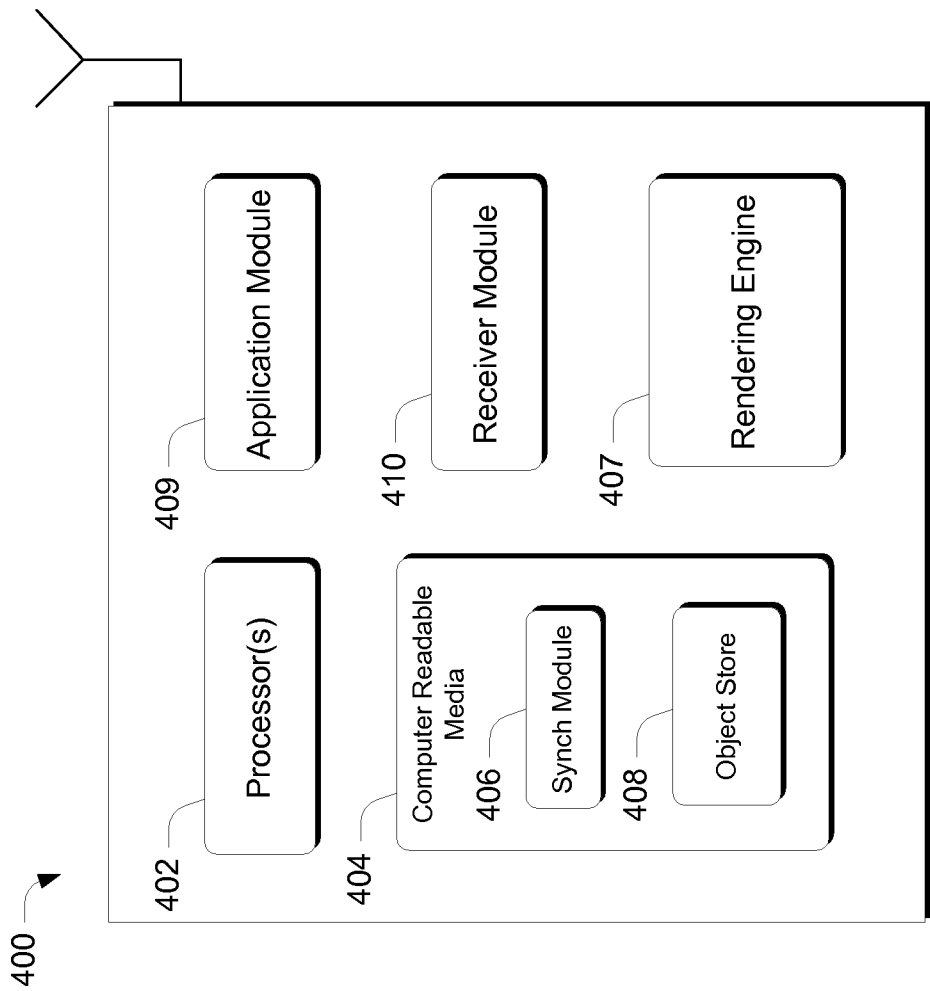 400
402
Processor(s)
404
Computer Readable
Media
406
Synch Module
408
Object Store
409
Application Module
410
Receiver Module
407
Rendering Engine